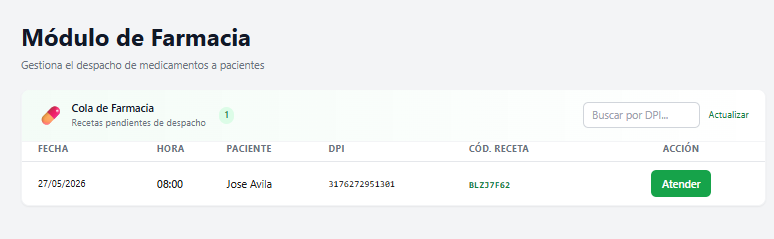 Módulo de Farmacia
Gestiona el despacho de medicamentos a pacientes
Cola de Farmacia
Recetas pendientes de despacho
1
Buscar por DPI...
Actualizar
FECHA HORA PACIENTE DPI CÓD. RECETA ACCIÓN
27/05/2026 08:00 Jose Avila 3176272951301 BLZJ7F62 Atender